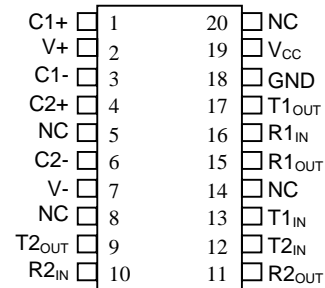 C1+ 1 20 NC
V+ 2 19 VCC
C1- 3 18 GND
C2+ 4 17 T1OUT
NC 5 16 R1IN
C2- 6 15 R1OUT
V- 7 14 NC
NC 8 13 T1IN
T2OUT 9 12 T2IN
R2IN 10 11 R2OUT